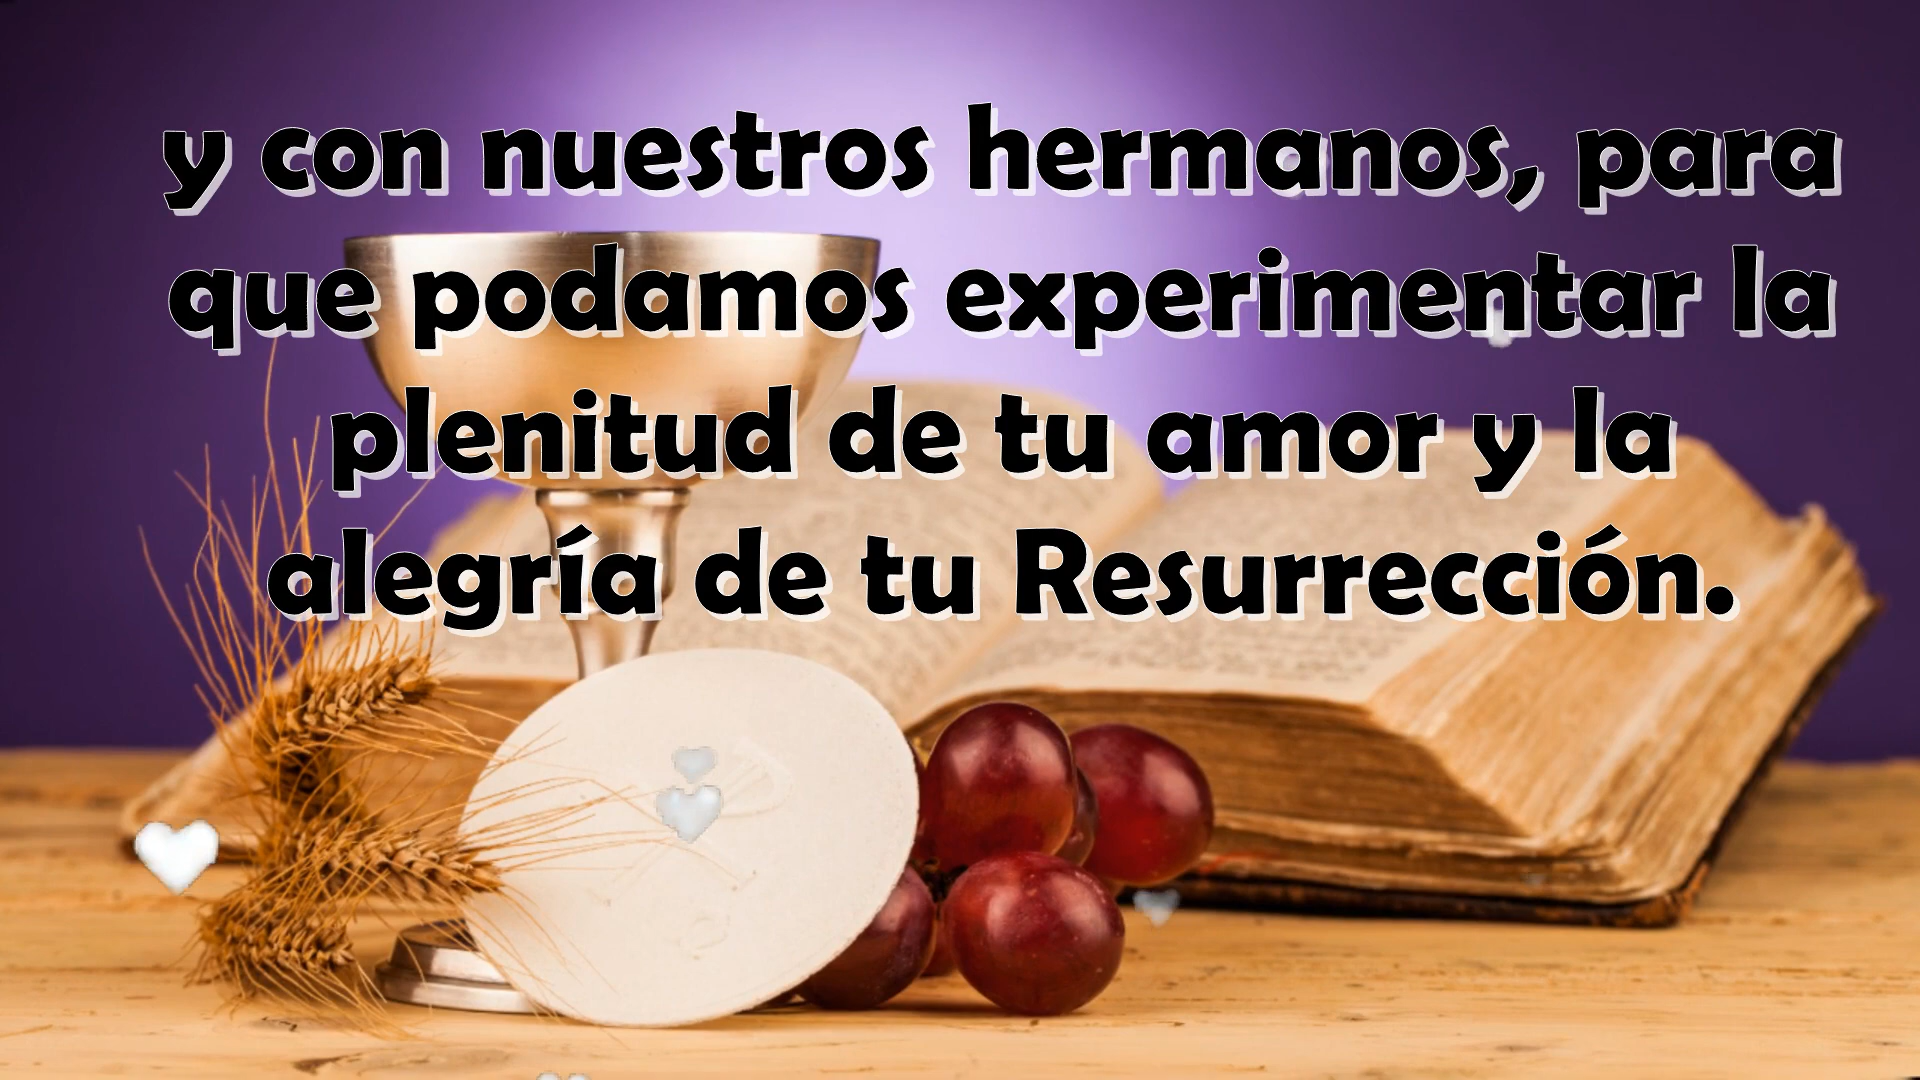 y con nuestros hermanos, para
que podamos experimentar la
plenitud de tu amor y la
alegría de tu Resurrección.